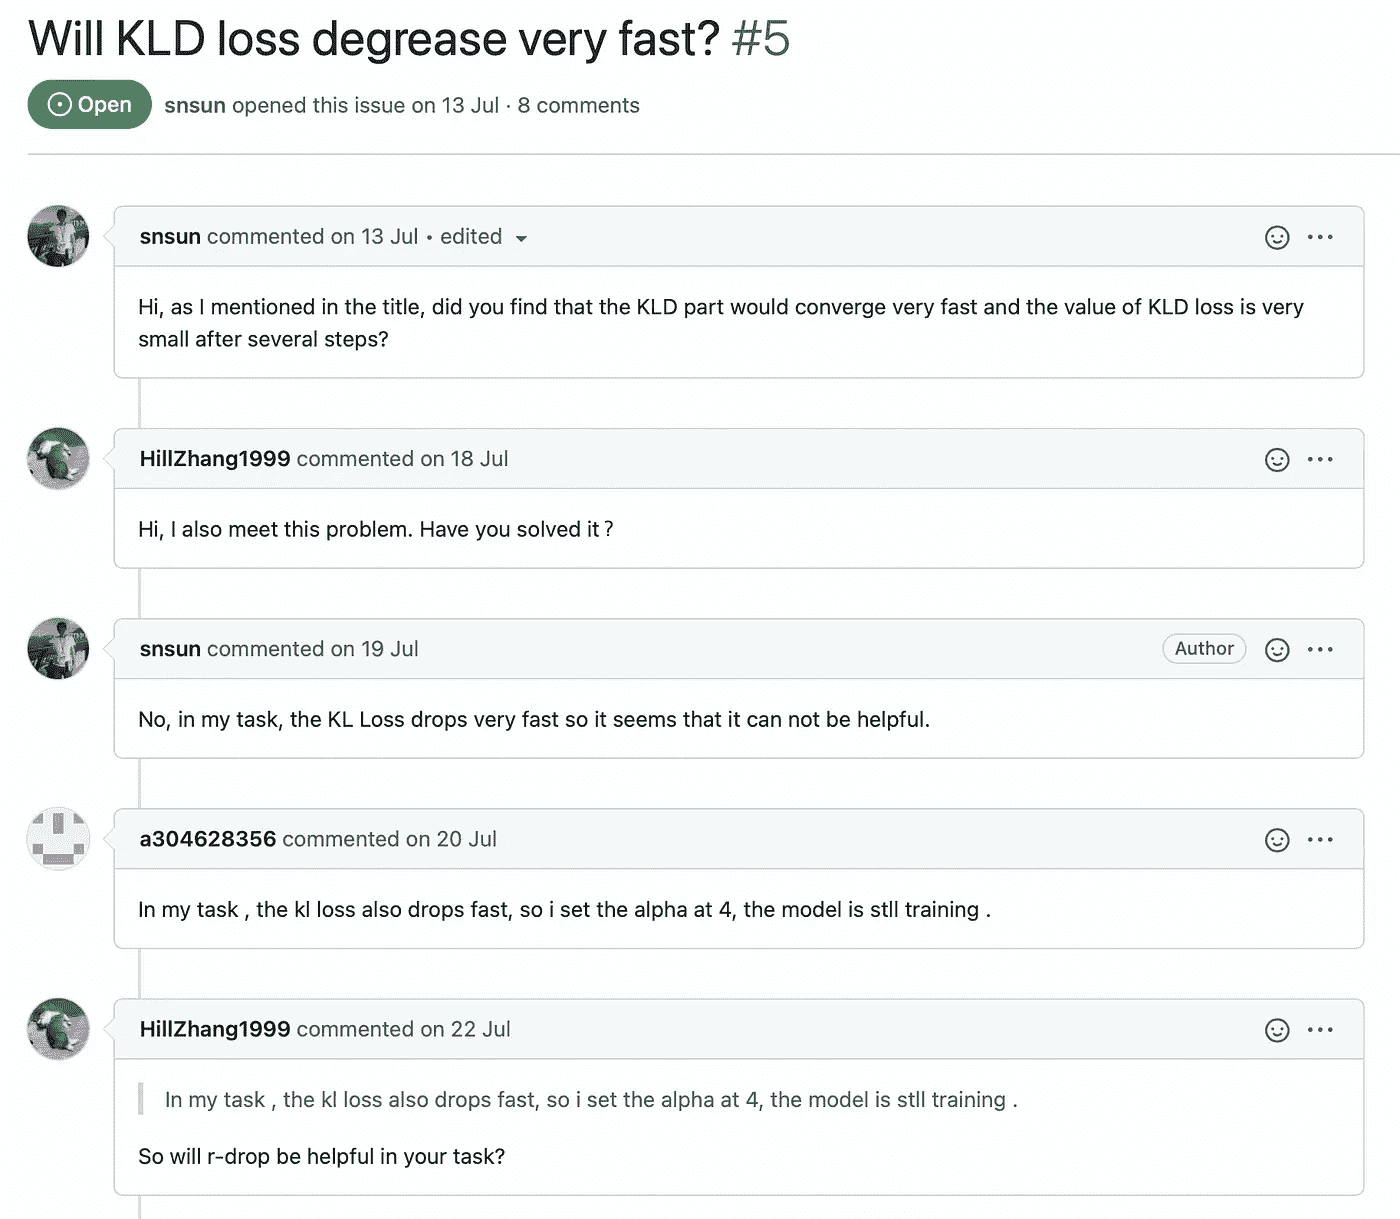 Will KLD loss degrease very fast? #5
Open snsun opened this issue on 13 Jul · 8 comments
snsun commented on 13 Jul • edited
Hi, as I mentioned in the title, did you find that the KLD part would converge very fast and the value of KLD loss is very
small after several steps?
HillZhang1999 commented on 18 Jul
Hi, I also meet this problem. Have you solved it?
snsun commented on 19 Jul Author
No, in my task, the KL Loss drops very fast so it seems that it can not be helpful.
a304628356 commented on 20 Jul
In my task , the kl loss also drops fast, so i set the alpha at 4, the model is stll training .
HillZhang1999 commented on 22 Jul
In my task , the kl loss also drops fast, so i set the alpha at 4, the model is stll training .
So will r-drop be helpful in your task?